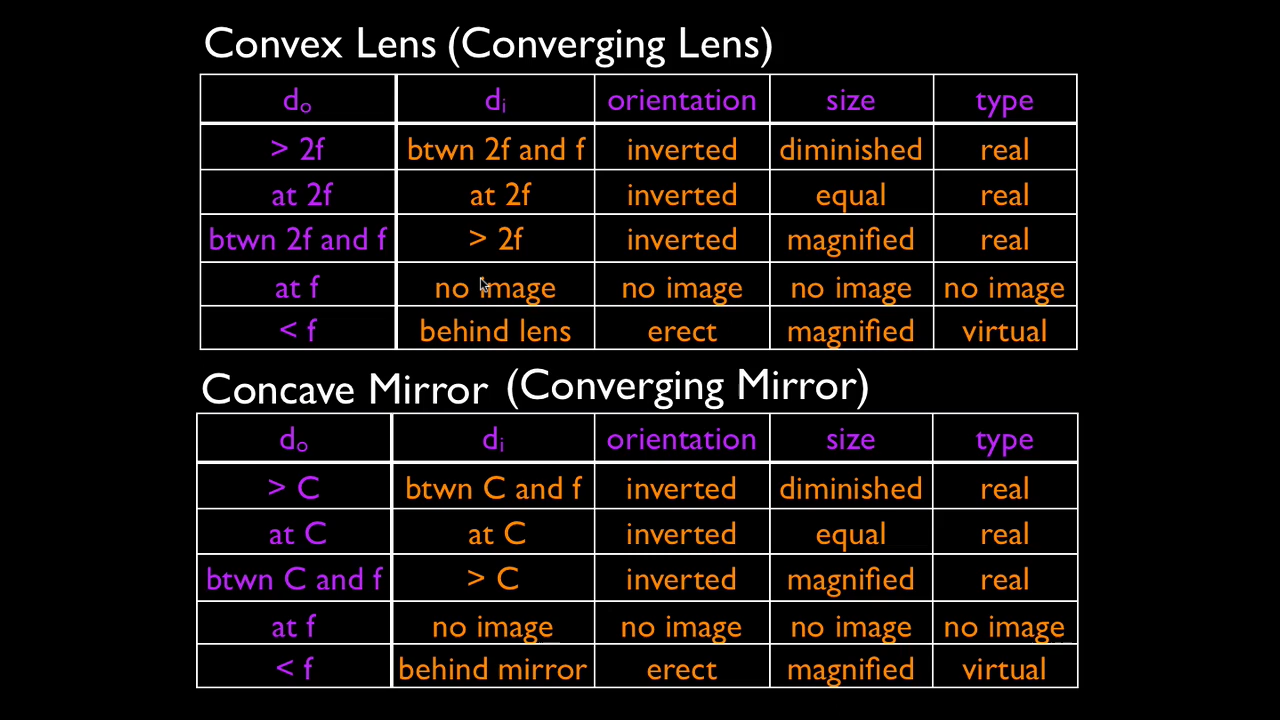 Convex Lens (Converging Lens)
dₒ dᵢ orientation size type
> 2f btwn 2f and f inverted diminished real
at 2f at 2f inverted equal real
btwn 2f and f > 2f inverted magnified real
at f no image no image no image no image
< f behind lens erect magnified virtual
Concave Mirror (Converging Mirror)
dₒ dᵢ orientation size type
> C btwn C and f inverted diminished real
at C at C inverted equal real
btwn C and f > C inverted magnified real
at f no image no image no image no image
< f behind mirror erect magnified virtual